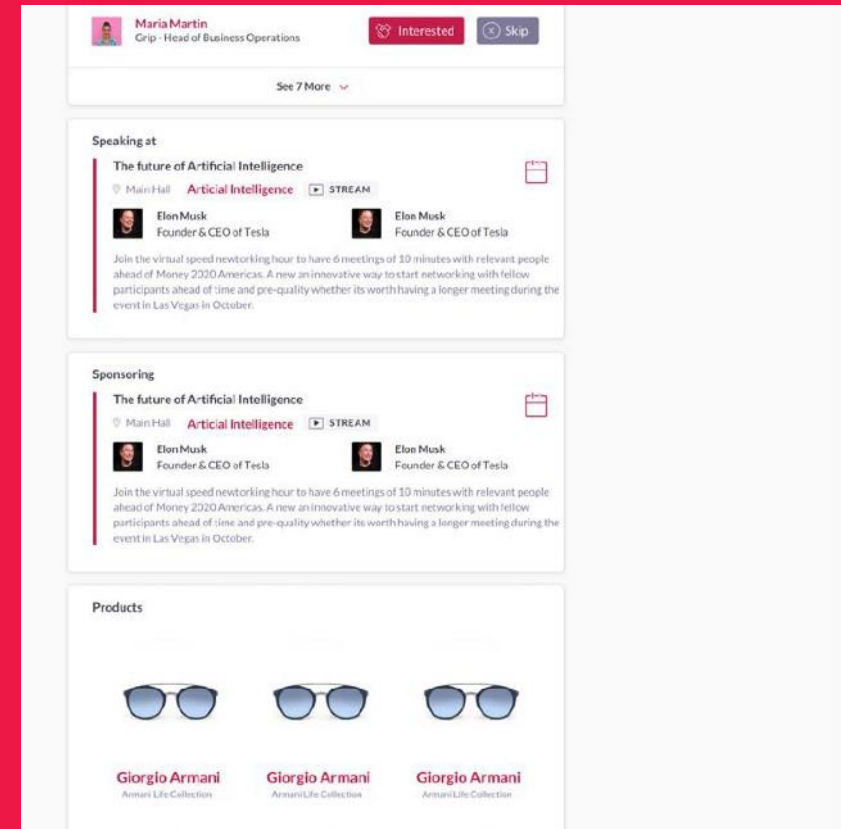 Maria Martin
Grip - Head of Business Operations
Interested
Skip
See 7 More
Speaking at
The future of Artificial Intelligence
Main Hall Articial Intelligence STREAM
Elon Musk Elon Musk
Founder & CEO of Tesla Founder & CEO of Tesla
Join the virtual speed newtorking hour to have 6 meetings of 10 minutes with relevant people
ahead of Money 2020 Americas. A new an innovative way to start networking with fellow
participants ahead of time and pre-quality whether its worth having a longer meeting during the
event in Las Vegas in October.
Sponsoring
The future of Artificial Intelligence
Main Hall Articial Intelligence STREAM
Elon Musk Elon Musk
Founder & CEO of Tesla Founder & CEO of Tesla
Join the virtual speed newtorking hour to have 6 meetings of 10 minutes with relevant people
ahead of Money 2020 Americas. A new an innovative way to start networking with fellow
participants ahead of time and pre-quality whether its worth having a longer meeting during the
event in Las Vegas in October.
Products
Giorgio Armani Giorgio Armani Giorgio Armani
Armani Life Collection Armani Life Collection Armani Life Collection